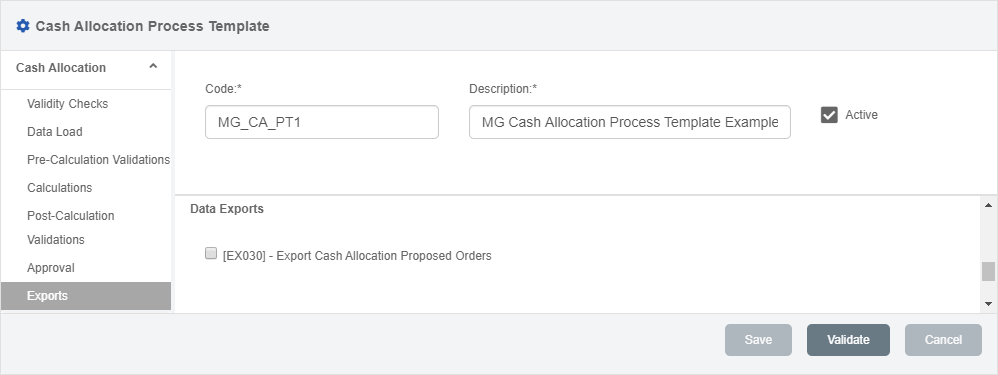 Cash Allocation Process Template
Cash Allocation
Validity Checks
Data Load
Pre-Calculation Validations
Calculations
Post-Calculation
Validations
Approval
Exports
Code:*
Description:*
MG_CA_PT1
MG Cash Allocation Process Template Example
Active
Data Exports
[EX030] - Export Cash Allocation Proposed Orders
Save
Validate
Cancel